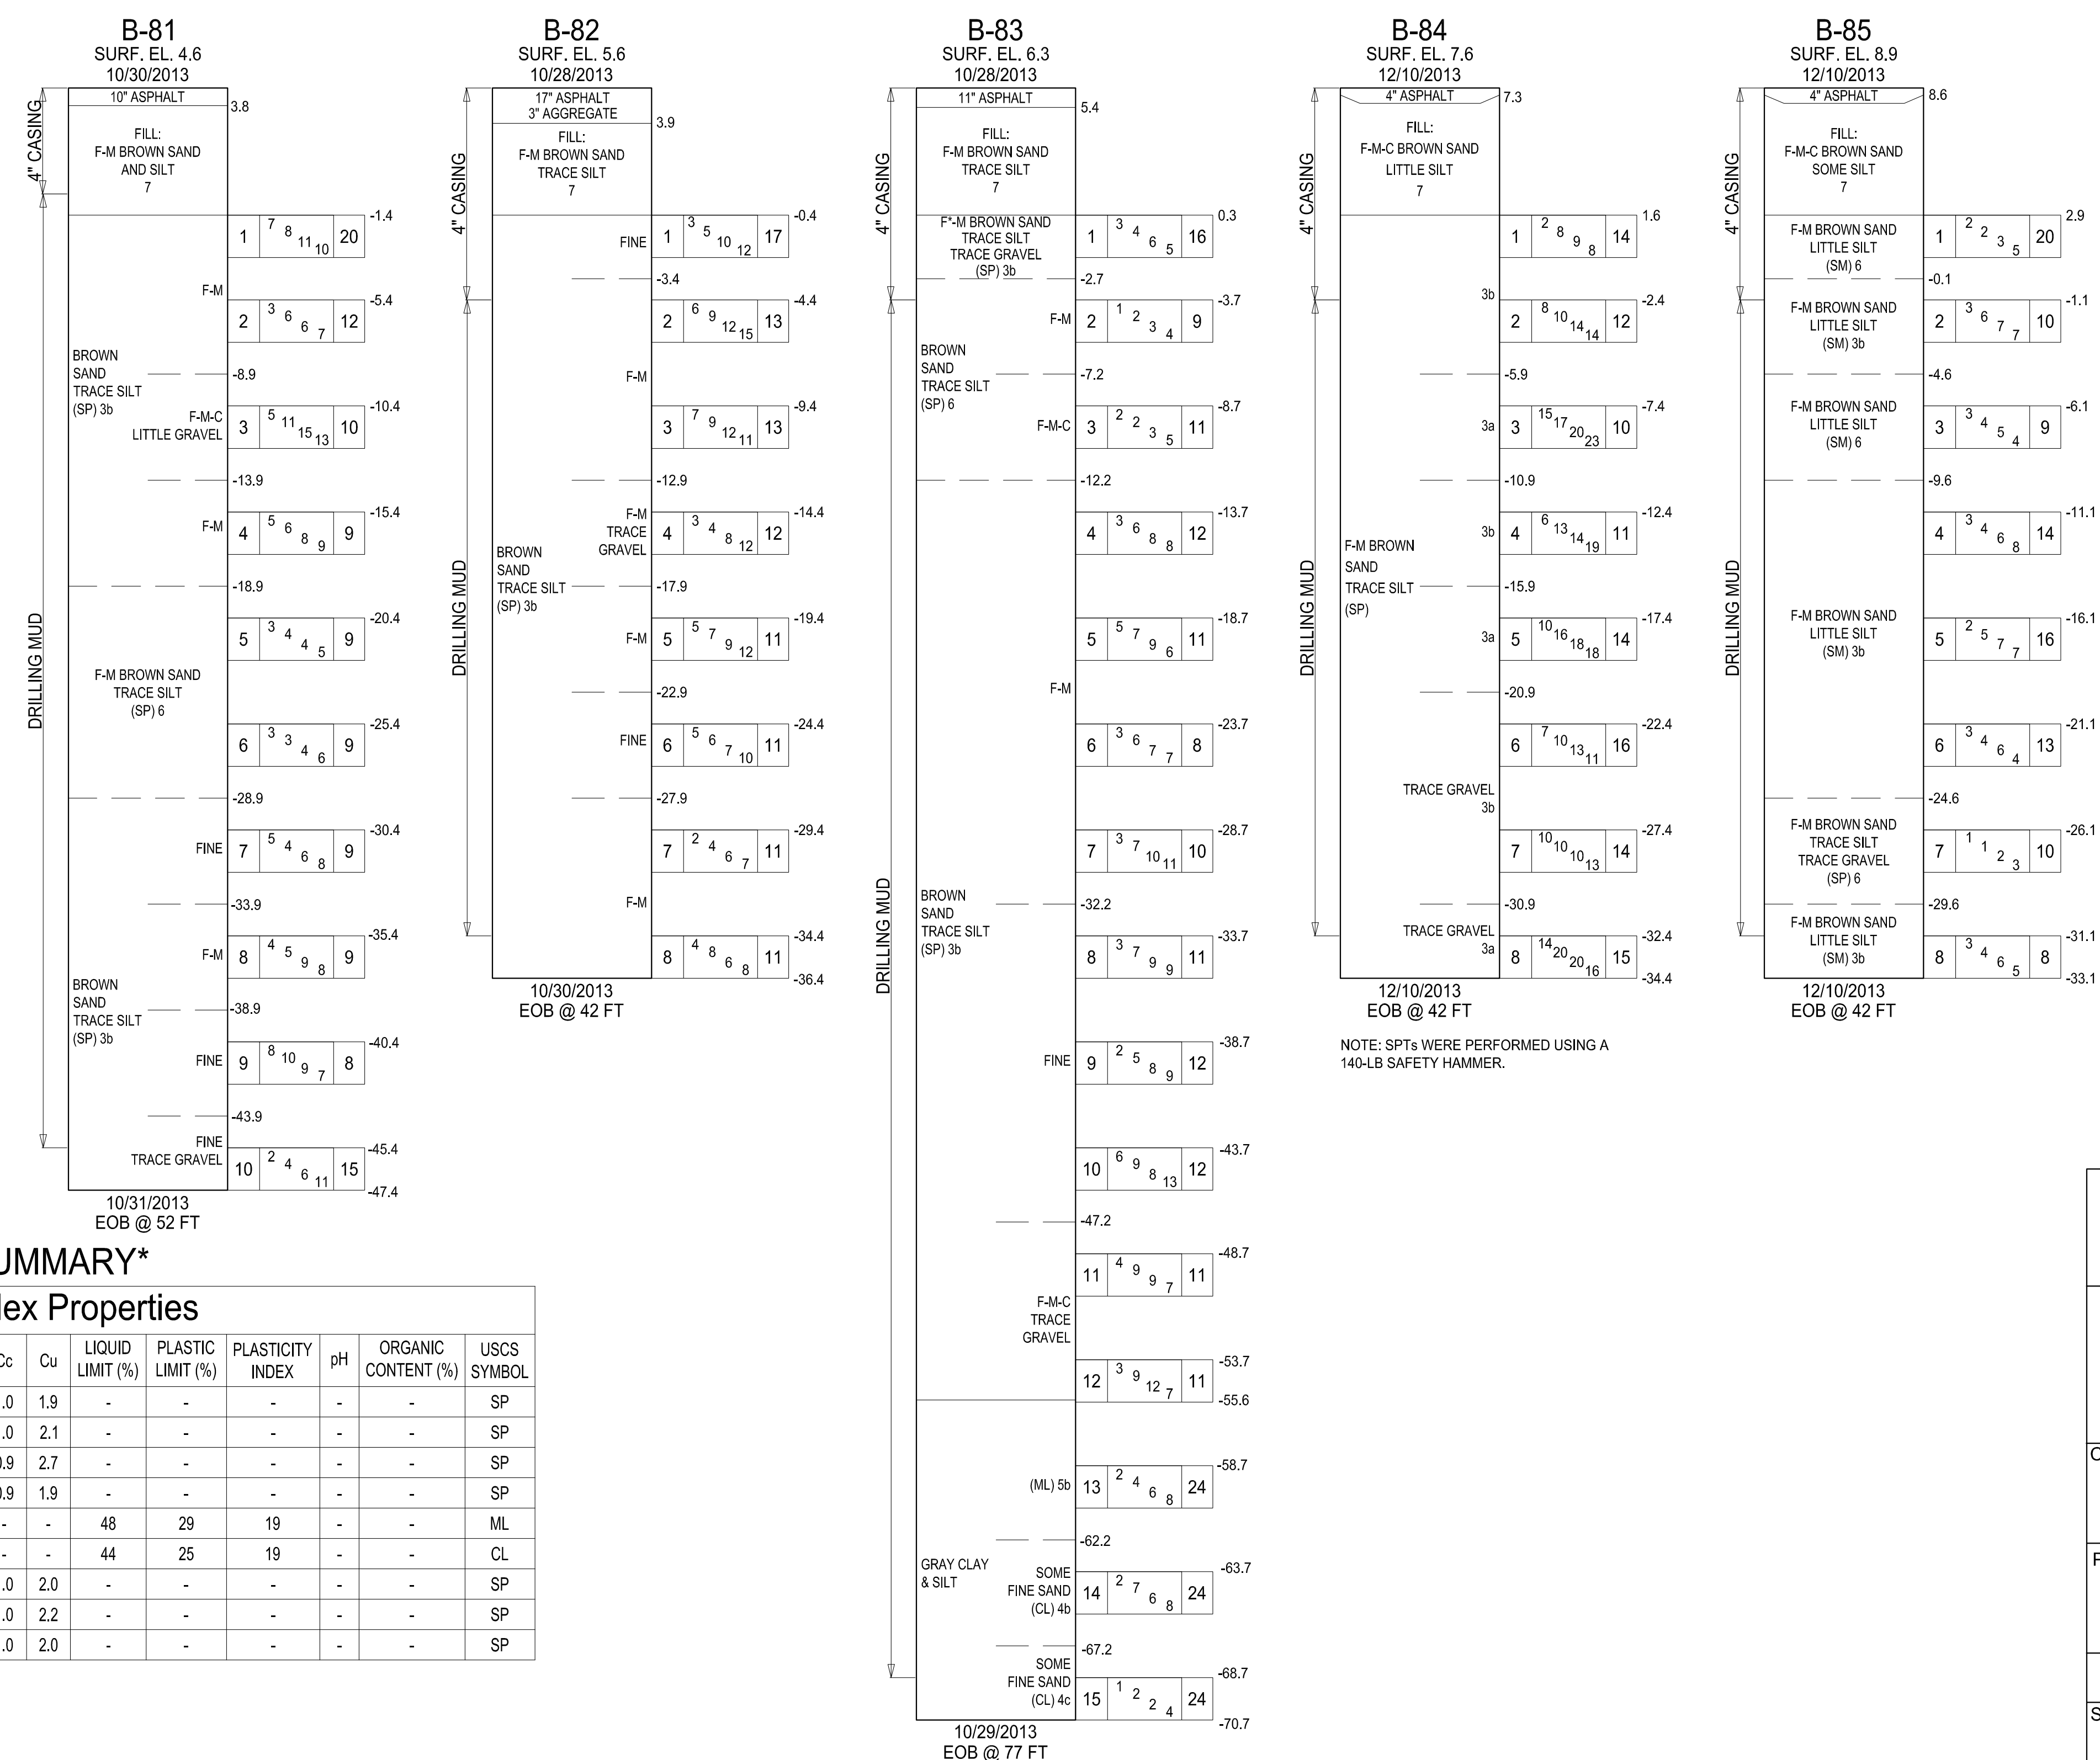 B-81
SURF. EL. 4.6
10/30/2013
4" CASING
DRILLING MUD
10" ASPHALT
3.8
FILL:
F-M BROWN SAND
AND SILT
7
-1.4
1 7 8 11 10 20
F-M
-5.4
2 3 6 6 7 12
BROWN
SAND
TRACE SILT
(SP) 3b
-8.9
F-M-C
LITTLE GRAVEL
-10.4
3 5 11 15 13 10
-13.9
-15.4
F-M
4 5 6 8 9 9
-18.9
-20.4
5 3 4 4 5 9
F-M BROWN SAND
TRACE SILT
(SP) 6
-25.4
6 3 3 4 6 9
-28.9
-30.4
FINE
7 5 4 6 8 9
-33.9
-35.4
F-M
8 4 5 9 8 9
BROWN
SAND
TRACE SILT
(SP) 3b
-38.9
-40.4
FINE
9 8 10 9 7 8
-43.9
FINE
TRACE GRAVEL
-45.4
10 2 4 6 11 15
-47.4
10/31/2013
EOB @ 52 FT
B-82
SURF. EL. 5.6
10/28/2013
4" CASING
DRILLING MUD
17" ASPHALT
3" AGGREGATE
3.9
FILL:
F-M BROWN SAND
TRACE SILT
7
-0.4
FINE
1 3 5 10 12 17
-3.4
-4.4
2 6 9 12 15 13
F-M
-9.4
3 7 9 12 11 13
-12.9
F-M
TRACE
GRAVEL
-14.4
4 3 4 8 12 12
BROWN
SAND
TRACE SILT
(SP) 3b
-17.9
-19.4
F-M
5 5 7 9 12 11
-22.9
-24.4
FINE
6 5 6 7 10 11
-27.9
-29.4
7 2 4 6 7 11
F-M
-34.4
8 4 8 6 8 11
-36.4
10/30/2013
EOB @ 42 FT
B-83
SURF. EL. 6.3
10/28/2013
4" CASING
DRILLING MUD
11" ASPHALT
5.4
FILL:
F-M BROWN SAND
TRACE SILT
7
0.3
F*-M BROWN SAND
TRACE SILT
TRACE GRAVEL
(SP) 3b
1 3 4 6 5 16
-2.7
-3.7
F-M
2 1 2 3 4 9
BROWN
SAND
TRACE SILT
(SP) 6
-7.2
-8.7
F-M-C
3 2 2 3 5 11
-12.2
-13.7
4 3 6 8 8 12
-18.7
5 5 7 9 6 11
F-M
-23.7
6 3 6 7 7 8
-28.7
7 3 7 10 11 10
BROWN
SAND
TRACE SILT
(SP) 3b
-32.2
-33.7
8 3 7 9 9 11
-38.7
FINE
9 2 5 8 9 12
-43.7
10 6 9 8 13 12
-47.2
-48.7
11 4 9 9 7 11
F-M-C
TRACE
GRAVEL
-53.7
12 3 9 12 7 11
-55.6
-58.7
(ML) 5b
13 2 4 6 8 24
-62.2
GRAY CLAY
& SILT
-63.7
SOME
FINE SAND
(CL) 4b
14 2 7 6 8 24
-67.2
SOME
FINE SAND
(CL) 4c
-68.7
15 1 2 2 4 24
-70.7
10/29/2013
EOB @ 77 FT
B-84
SURF. EL. 7.6
12/10/2013
4" CASING
DRILLING MUD
4" ASPHALT
7.3
FILL:
F-M-C BROWN SAND
LITTLE SILT
7
1.6
1 2 8 9 8 14
3b
-2.4
2 8 10 14 14 12
-5.9
-7.4
3a
3 15 17 20 23 10
-10.9
-12.4
3b
4 6 13 14 19 11
F-M BROWN
SAND
TRACE SILT
(SP)
-15.9
-17.4
3a
5 10 16 18 18 14
-20.9
-22.4
6 7 10 13 11 16
TRACE GRAVEL
3b
-27.4
7 10 10 10 13 14
-30.9
TRACE GRAVEL
3a
-32.4
8 14 20 20 16 15
-34.4
12/10/2013
EOB @ 42 FT
NOTE: SPTs WERE PERFORMED USING A
140-LB SAFETY HAMMER.
B-85
SURF. EL. 8.9
12/10/2013
4" CASING
DRILLING MUD
4" ASPHALT
8.6
FILL:
F-M-C BROWN SAND
SOME SILT
7
2.9
F-M BROWN SAND
LITTLE SILT
(SM) 6
1 2 2 3 5 20
-0.1
-1.1
F-M BROWN SAND
LITTLE SILT
(SM) 3b
2 3 6 7 7 10
-4.6
-6.1
F-M BROWN SAND
LITTLE SILT
(SM) 6
3 3 4 5 4 9
-9.6
-11.1
4 3 4 6 8 14
F-M BROWN SAND
LITTLE SILT
(SM) 3b
-16.1
5 2 5 7 7 16
-21.1
6 3 4 6 4 13
-24.6
F-M BROWN SAND
TRACE SILT
TRACE GRAVEL
(SP) 6
-26.1
7 1 1 2 3 10
-29.6
F-M BROWN SAND
LITTLE SILT
(SM) 3b
-31.1
8 3 4 6 5 8
-33.1
12/10/2013
EOB @ 42 FT
UMMARY*
lex Properties
Cc Cu LIQUID LIMIT (%) PLASTIC LIMIT (%) PLASTICITY INDEX pH ORGANIC CONTENT (%) USCS SYMBOL
.0 1.9 - - - - - SP
.0 2.1 - - - - - SP
0.9 2.7 - - - - - SP
0.9 1.9 - - - - - SP
- - 48 29 19 - - ML
- - 44 25 19 - - CL
.0 2.0 - - - - - SP
.0 2.2 - - - - - SP
.0 2.0 - - - - - SP